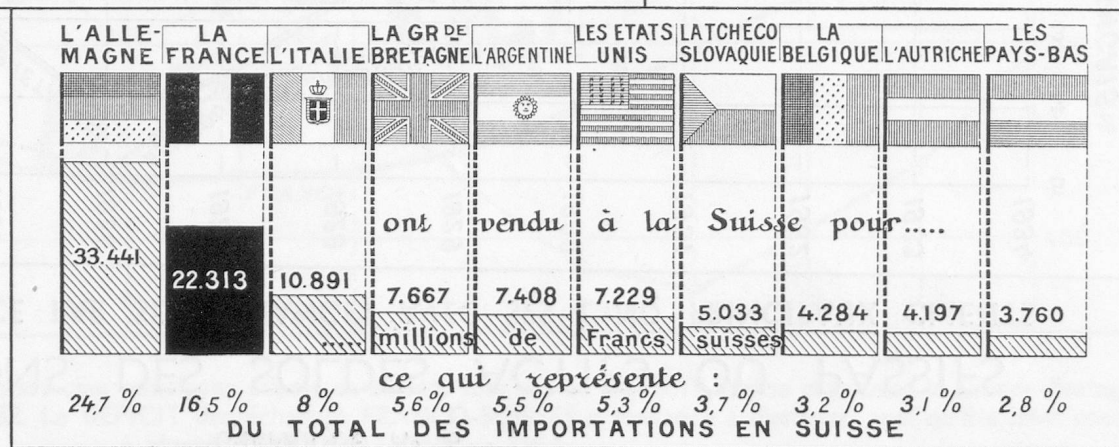 L'ALLE-
MAGNE
LA
FRANCE
L'ITALIE
LA GRDE
BRETAGNE
L'ARGENTINE
LES ETATS
UNIS
LA TCHÉCO
SLOVAQUIE
LA
BELGIQUE
L'AUTRICHE
LES
PAYS-BAS
ont vendu à la Suisse pour.....
33.441
22.313
10.891
7.667
7.408
7.229
5.033
4.284
4.197
3.760
..... millions de Francs suisses
ce qui représente :
24,7 % 16,5 % 8 % 5,6 % 5,5 % 5,3 % 3,7 % 3,2 % 3,1 % 2,8 %
DU TOTAL DES IMPORTATIONS EN SUISSE